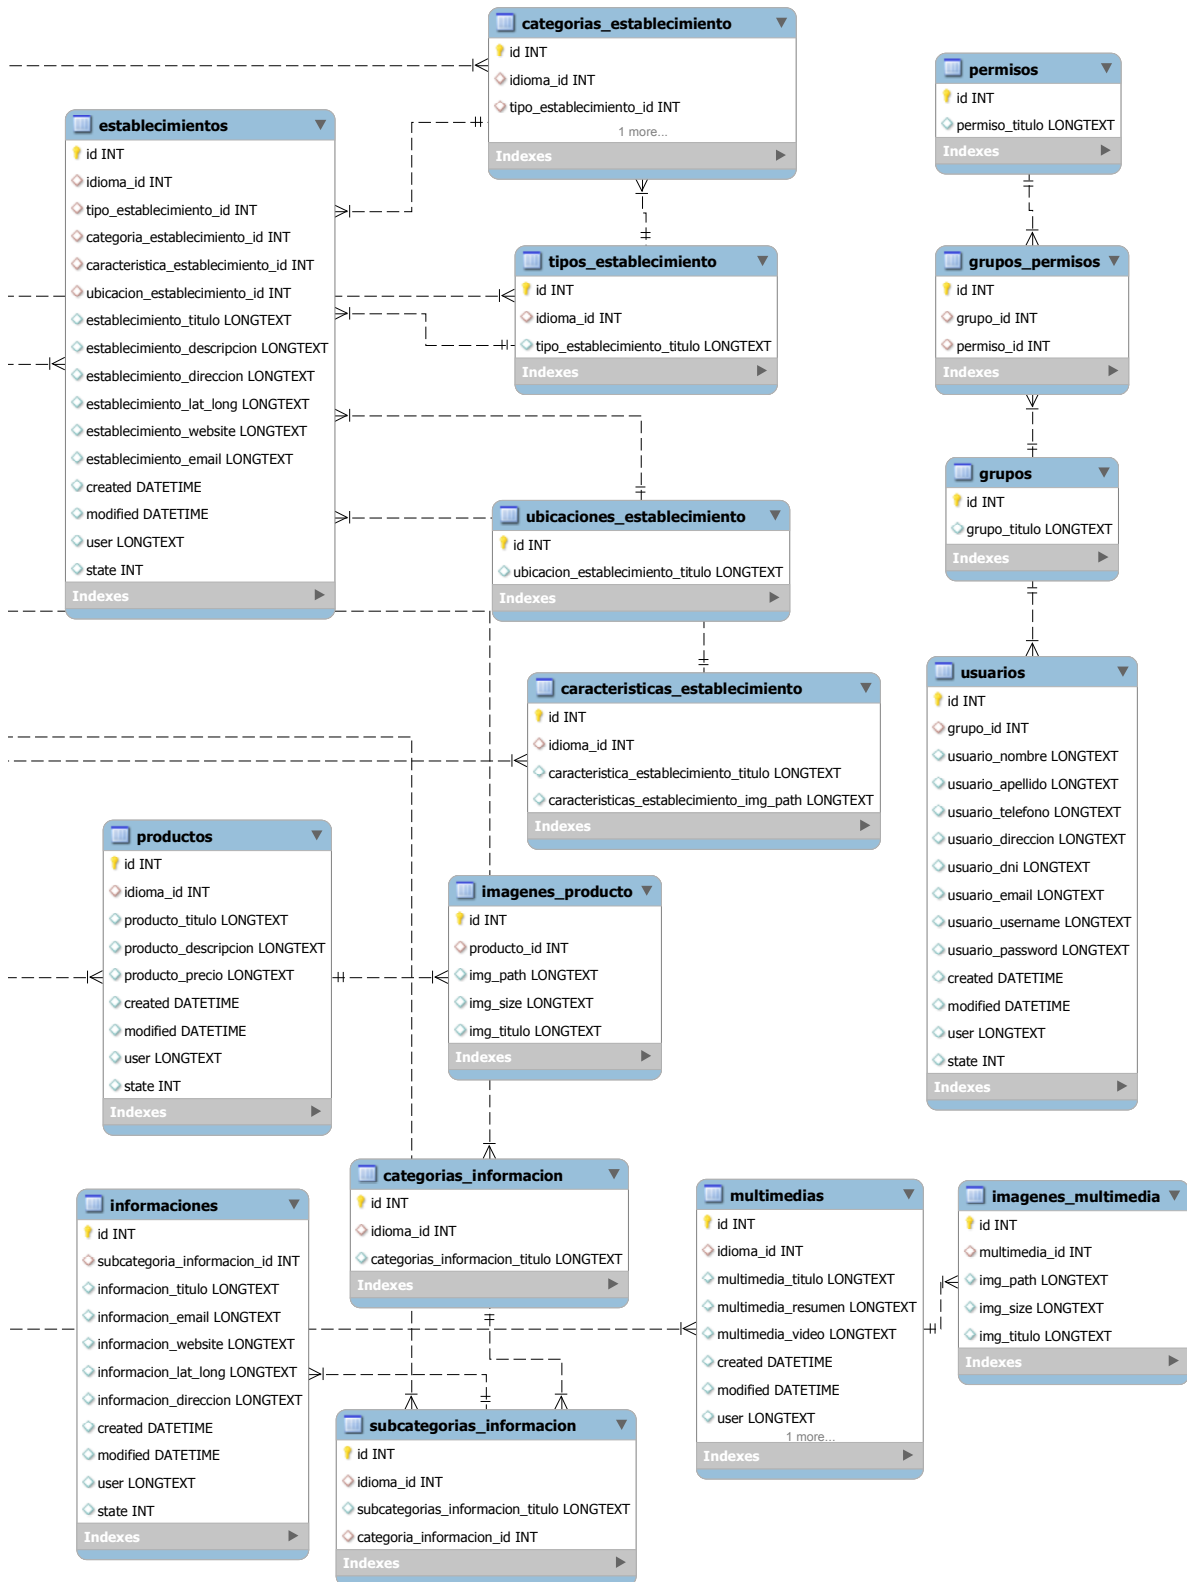 categorias_establecimiento
id INT
idioma_id INT
tipo_establecimiento_id INT
1 more...
Indexes
permisos
id INT
permiso_titulo LONGTEXT
Indexes
establecimientos
id INT
idioma_id INT
tipo_establecimiento_id INT
categoria_establecimiento_id INT
caracteristica_establecimiento_id INT
ubicacion_establecimiento_id INT
establecimiento_titulo LONGTEXT
establecimiento_descripcion LONGTEXT
establecimiento_direccion LONGTEXT
establecimiento_lat_long LONGTEXT
establecimiento_website LONGTEXT
establecimiento_email LONGTEXT
created DATETIME
modified DATETIME
user LONGTEXT
state INT
Indexes
tipos_establecimiento
id INT
idioma_id INT
tipo_establecimiento_titulo LONGTEXT
Indexes
grupos_permisos
id INT
grupo_id INT
permiso_id INT
Indexes
grupos
id INT
grupo_titulo LONGTEXT
Indexes
ubicaciones_establecimiento
id INT
ubicacion_establecimiento_titulo LONGTEXT
Indexes
caracteristicas_establecimiento
id INT
idioma_id INT
caracteristica_establecimiento_titulo LONGTEXT
caracteristicas_establecimiento_img_path LONGTEXT
Indexes
usuarios
id INT
grupo_id INT
usuario_nombre LONGTEXT
usuario_apellido LONGTEXT
usuario_telefono LONGTEXT
usuario_direccion LONGTEXT
usuario_dni LONGTEXT
usuario_email LONGTEXT
usuario_username LONGTEXT
usuario_password LONGTEXT
created DATETIME
modified DATETIME
user LONGTEXT
state INT
Indexes
productos
id INT
idioma_id INT
producto_titulo LONGTEXT
producto_descripcion LONGTEXT
producto_precio LONGTEXT
created DATETIME
modified DATETIME
user LONGTEXT
state INT
Indexes
imagenes_producto
id INT
producto_id INT
img_path LONGTEXT
img_size LONGTEXT
img_titulo LONGTEXT
Indexes
categorias_informacion
id INT
idioma_id INT
categorias_informacion_titulo LONGTEXT
Indexes
informaciones
id INT
subcategoria_informacion_id INT
informacion_titulo LONGTEXT
informacion_email LONGTEXT
informacion_website LONGTEXT
informacion_lat_long LONGTEXT
informacion_direccion LONGTEXT
created DATETIME
modified DATETIME
user LONGTEXT
state INT
Indexes
multimedias
id INT
idioma_id INT
multimedia_titulo LONGTEXT
multimedia_resumen LONGTEXT
multimedia_video LONGTEXT
created DATETIME
modified DATETIME
user LONGTEXT
1 more...
Indexes
imagenes_multimedia
id INT
multimedia_id INT
img_path LONGTEXT
img_size LONGTEXT
img_titulo LONGTEXT
Indexes
subcategorias_informacion
id INT
idioma_id INT
subcategorias_informacion_titulo LONGTEXT
categoria_informacion_id INT
Indexes